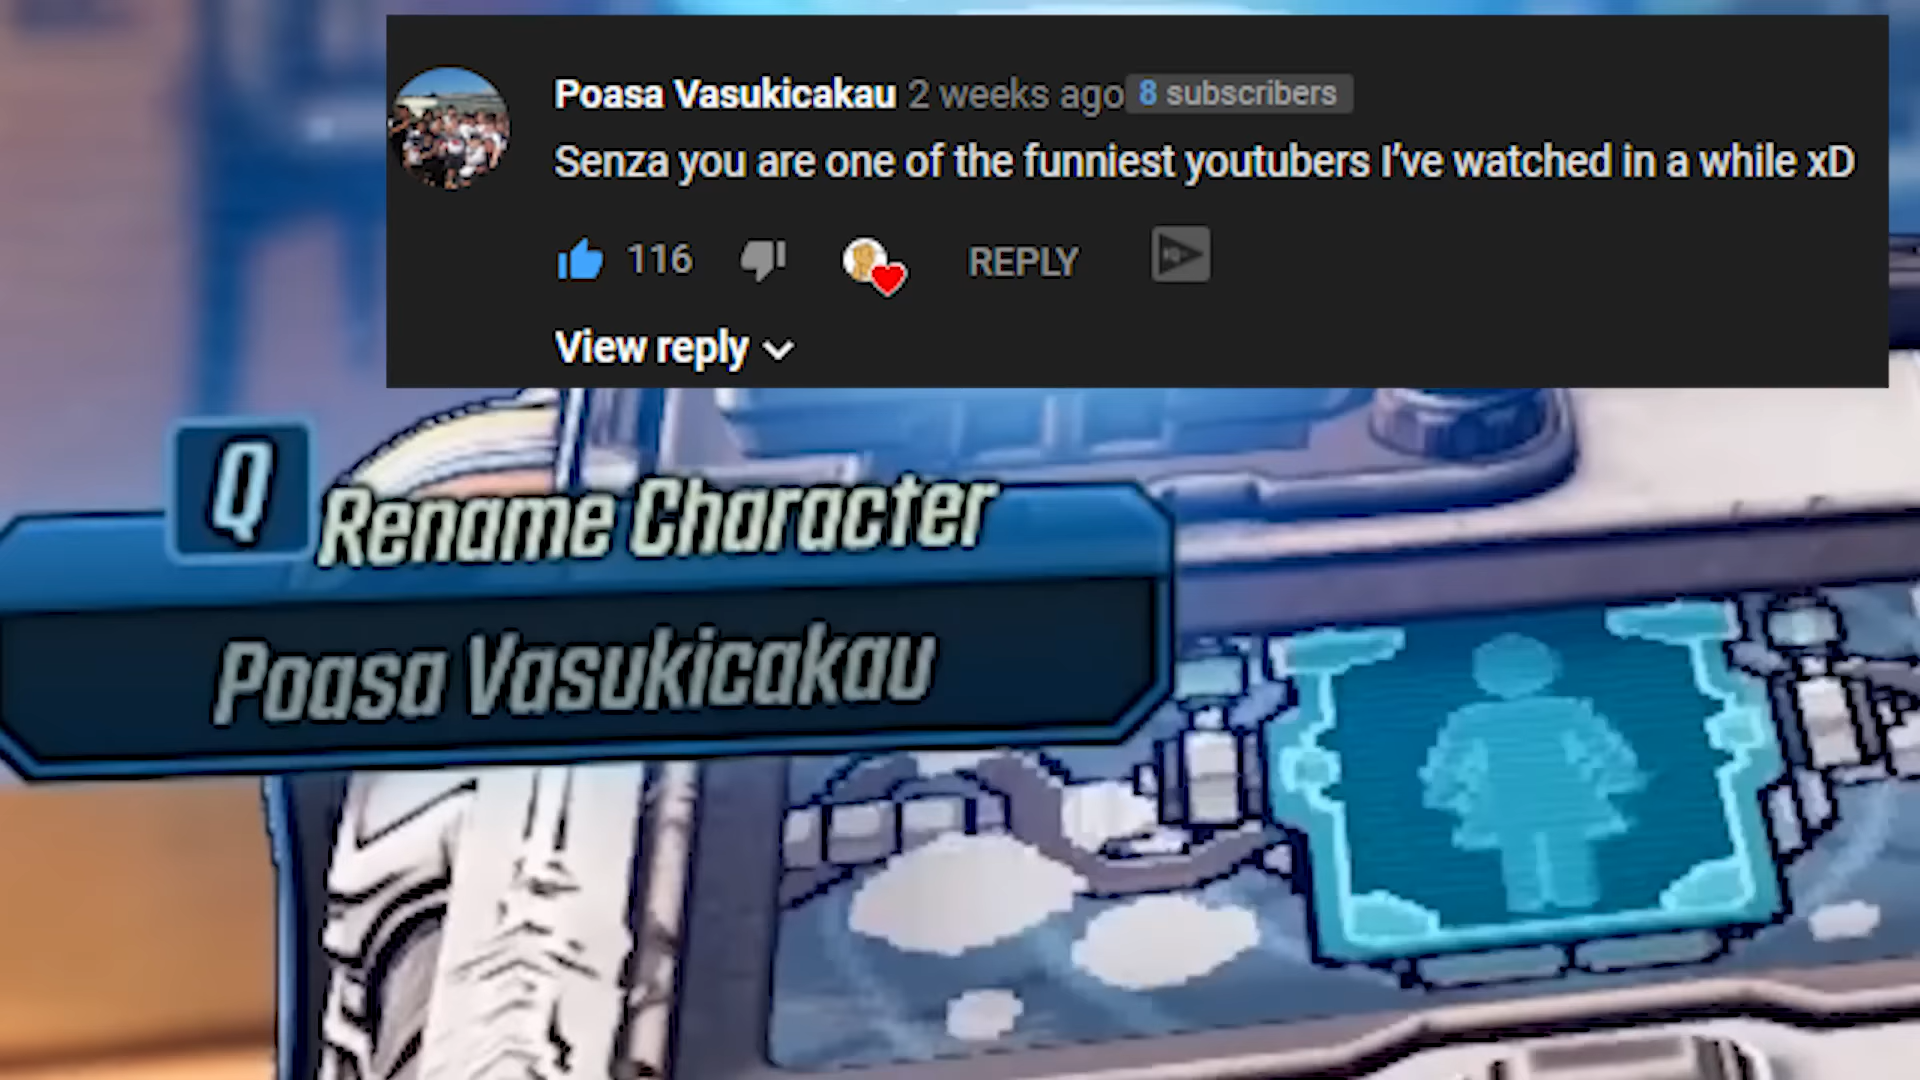 Poasa Vasukicakau 2 weeks ago 8 subscribers
Senza you are one of the funniest youtubers I’ve watched in a while xD
116 REPLY
View reply
Q Rename Character
Poasa Vasukicakau